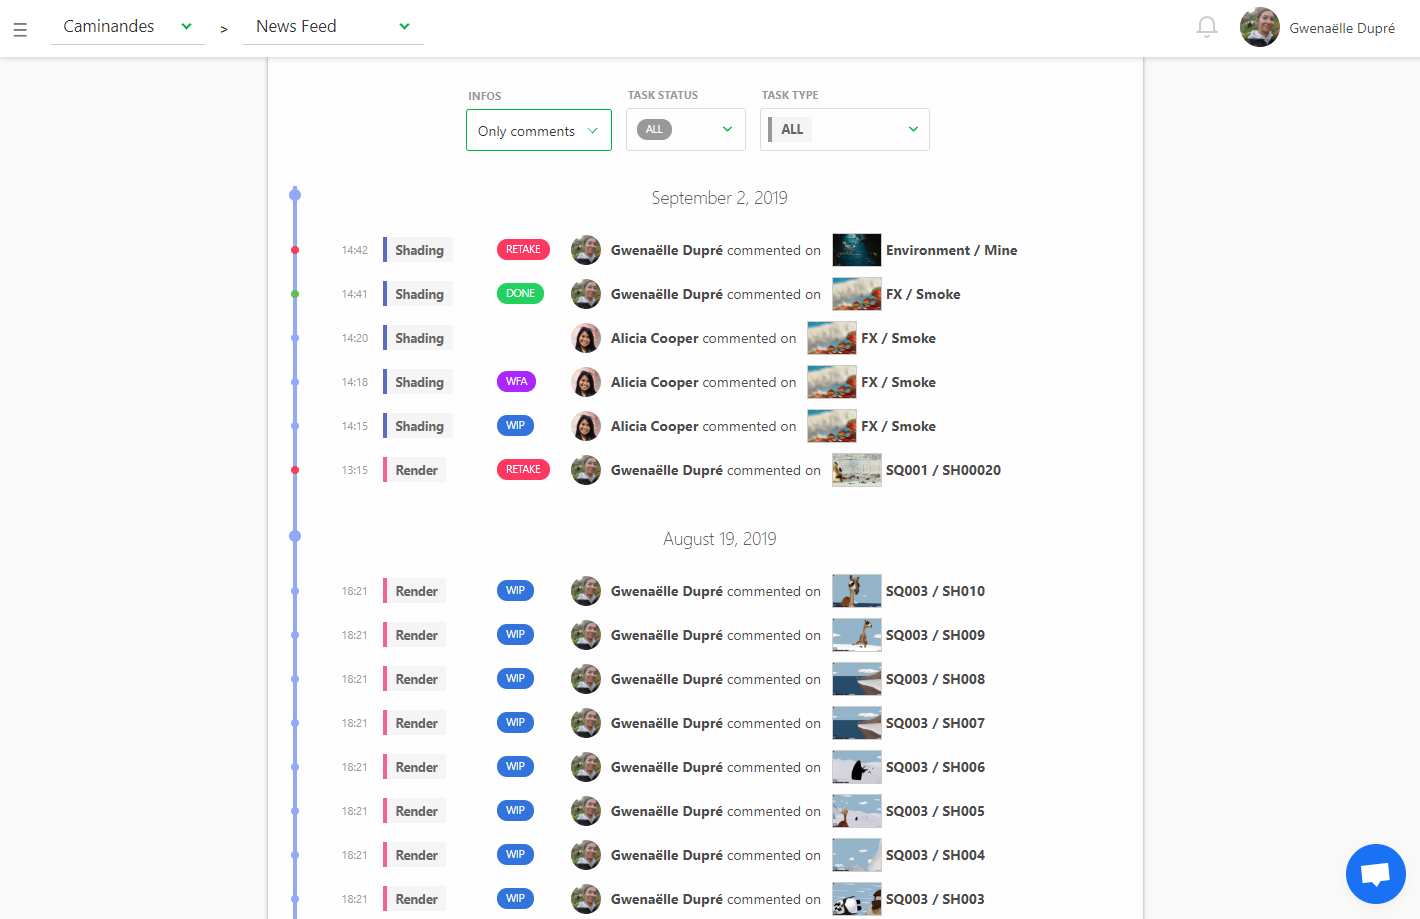 Caminandes > News Feed Gwenaëlle Dupré
INFOS TASK STATUS TASK TYPE
Only comments ALL ALL
September 2, 2019
14:42 Shading RETAKE Gwenaëlle Dupré commented on Environment / Mine
14:41 Shading DONE Gwenaëlle Dupré commented on FX / Smoke
14:20 Shading Alicia Cooper commented on FX / Smoke
14:18 Shading WFA Alicia Cooper commented on FX / Smoke
14:15 Shading WIP Alicia Cooper commented on FX / Smoke
13:15 Render RETAKE Gwenaëlle Dupré commented on SQ001 / SH00020
August 19, 2019
18:21 Render WIP Gwenaëlle Dupré commented on SQ003 / SH010
18:21 Render WIP Gwenaëlle Dupré commented on SQ003 / SH009
18:21 Render WIP Gwenaëlle Dupré commented on SQ003 / SH008
18:21 Render WIP Gwenaëlle Dupré commented on SQ003 / SH007
18:21 Render WIP Gwenaëlle Dupré commented on SQ003 / SH006
18:21 Render WIP Gwenaëlle Dupré commented on SQ003 / SH005
18:21 Render WIP Gwenaëlle Dupré commented on SQ003 / SH004
18:21 Render WIP Gwenaëlle Dupré commented on SQ003 / SH003